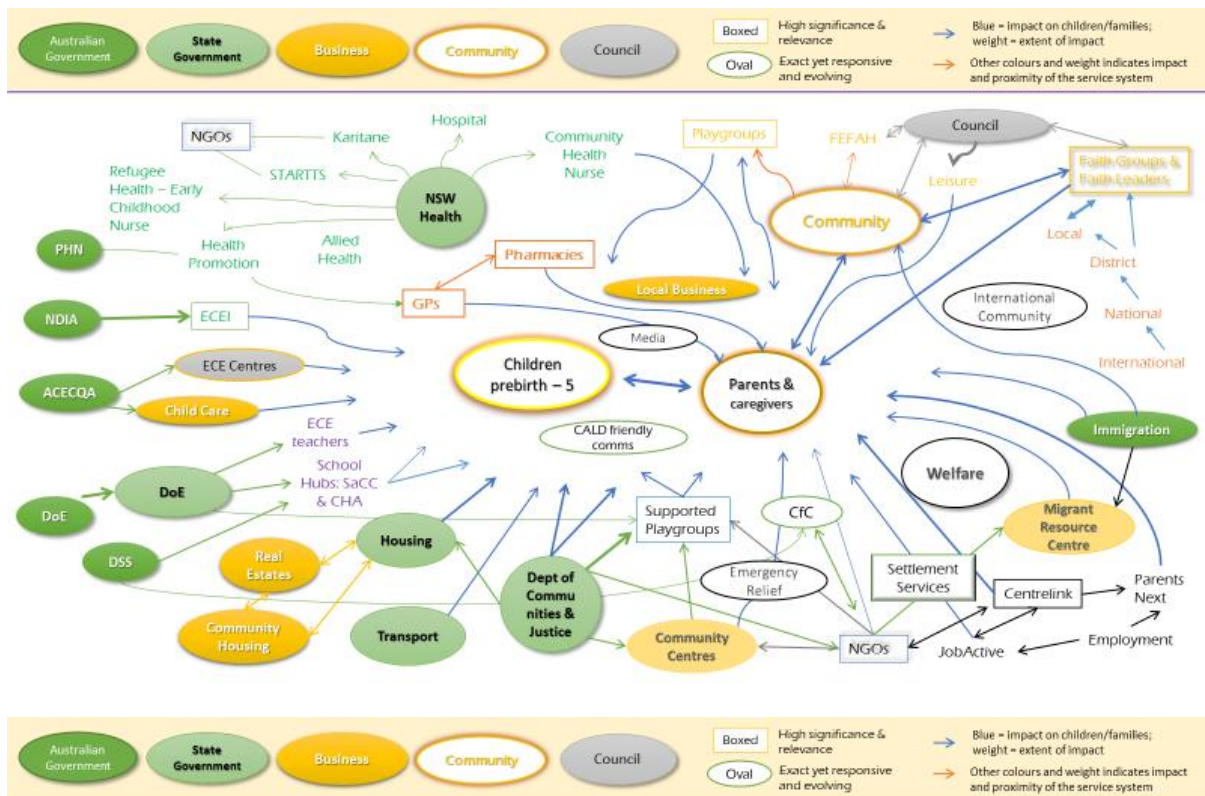 Australian
Government
State
Government
Business
Community
Council
Boxed
High significance &
relevance
Oval
Exact yet responsive
and evolving
Blue = impact on children/families;
weight = extent of impact
Other colours and weight indicates impact
and proximity of the service system
NGOs
Karitane
Hospital
Community
Health
Nurse
Playgroups
FEFAH
Council
Faith Groups &
Faith Leaders
Refugee
Health – Early
Childhood
Nurse
STARTTS
NSW
Health
Leisure
Community
Local
District
National
International
PHN
Health
Promotion
Allied
Health
Pharmacies
GPs
Local Business
International
Community
NDIA
ECEI
Media
ACECQA
ECE Centres
Child Care
Children
prebirth – 5
Parents &
caregivers
CALD friendly
comms
Immigration
ECE
teachers
School
Hubs: SaCC
& CHA
DoE
DoE
DSS
Welfare
Migrant
Resource
Centre
Real
Estates
Housing
Supported
Playgroups
CfC
Community
Housing
Transport
Dept of
Commu
nities &
Justice
Emergency
Relief
Settlement
Services
Centrelink
Parents
Next
Community
Centres
NGOs
JobActive
Employment
Australian
Government
State
Government
Business
Community
Council
Boxed
High significance &
relevance
Oval
Exact yet responsive
and evolving
Blue = impact on children/families;
weight = extent of impact
Other colours and weight indicates impact
and proximity of the service system